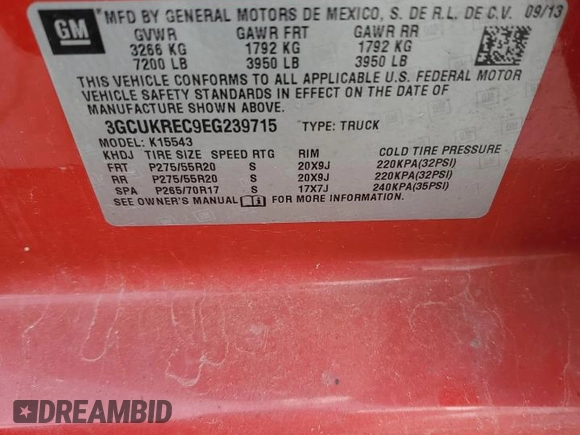 GM
MFD BY GENERAL MOTORS DE MEXICO, S. DE R.L. DE C.V. 09/13
GVWR GAWR FRT GAWR RR
3266 KG 1792 KG 1792 KG
7200 LB 3950 LB 3950 LB
THIS VEHICLE CONFORMS TO ALL APPLICABLE U.S. FEDERAL MOTOR
VEHICLE SAFETY STANDARDS IN EFFECT ON THE DATE OF
MANUFACTURE SHOWN ABOVE.
3GCUKREC9EG239715 TYPE: TRUCK
MODEL: K15543
KHDJ TIRE SIZE SPEED RTG RIM COLD TIRE PRESSURE
FRT P275/55R20 S 20X9J 220KPA(32PSI)
RR P275/55R20 S 20X9J 220KPA(32PSI)
SPA P265/70R17 S 17X7J 240KPA(35PSI)
SEE OWNER'S MANUAL FOR MORE INFORMATION.
DREAMBID